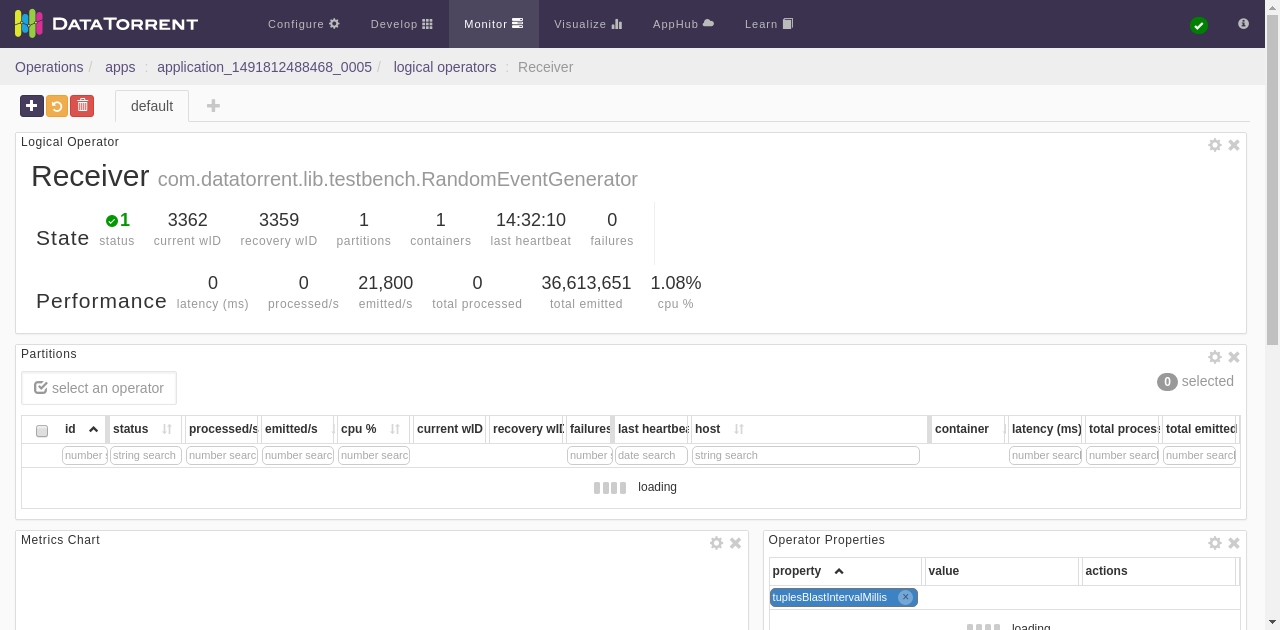 DATATORRENT Configure Develop Monitor Visualize AppHub Learn
Operations / apps : application_1491812488468_0005 / logical operators : Receiver
default
Logical Operator
Receiver com.datatorrent.lib.testbench.RandomEventGenerator
State
1 3362 3359 1 1 14:32:10 0
status current wID recovery wID partitions containers last heartbeat failures
Performance
0 0 21,800 0 36,613,651 1.08%
latency (ms) processed/s emitted/s total processed total emitted cpu %
Partitions
select an operator 0 selected
id status processed/s emitted/s cpu % current wID recovery wID failures last heartbea host container latency (ms) total process total emitted
number s string search number searc number searc number searc number s date search string search number search number search number search
loading
Metrics Chart Operator Properties
property value actions
tuplesBlastIntervalMillis ×
loading